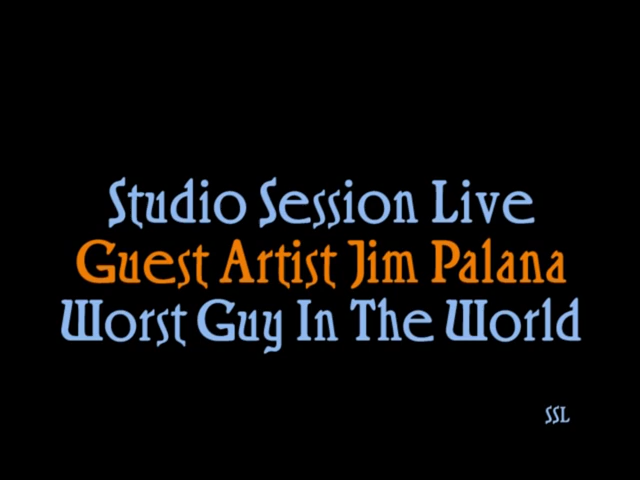 Studio Session Live
Guest Artist Jim Palana
Worst Guy In The World
SSL